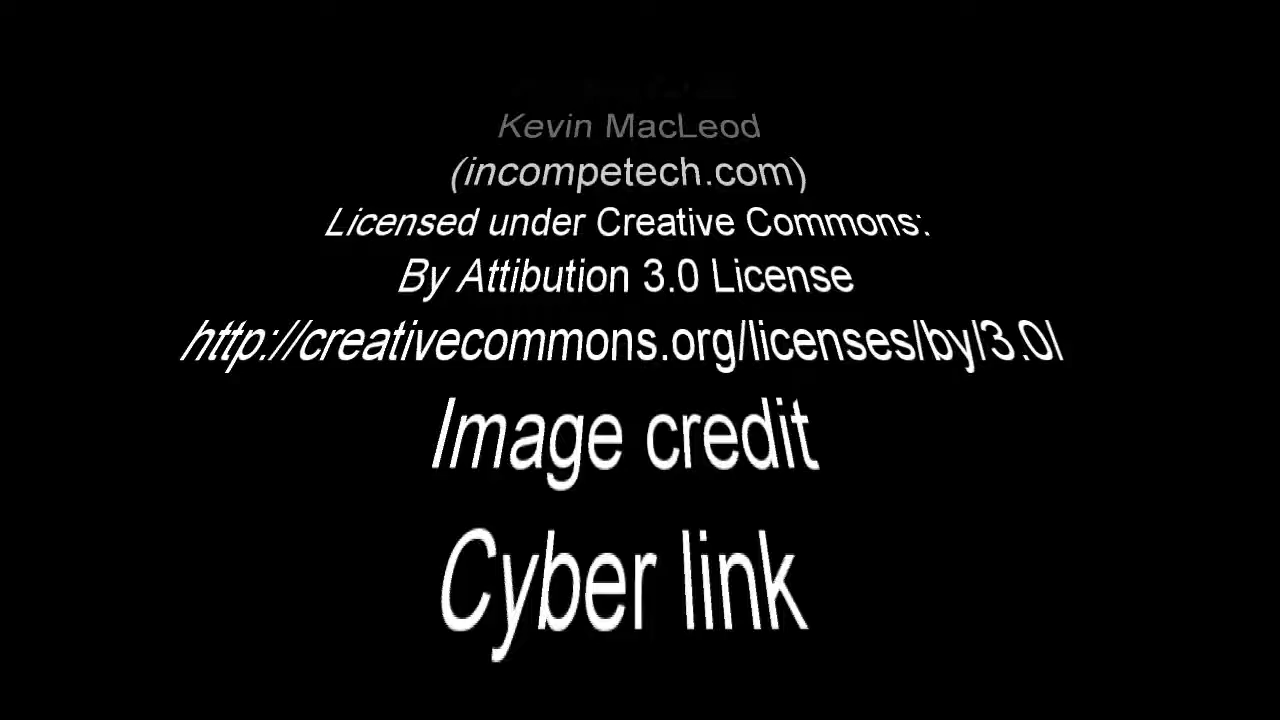 Kevin MacLeod
(incompetech.com)
Licensed under Creative Commons:
By Attibution 3.0 License
http://creativecommons.org/licenses/by/3.0/
Image credit
Cyber link